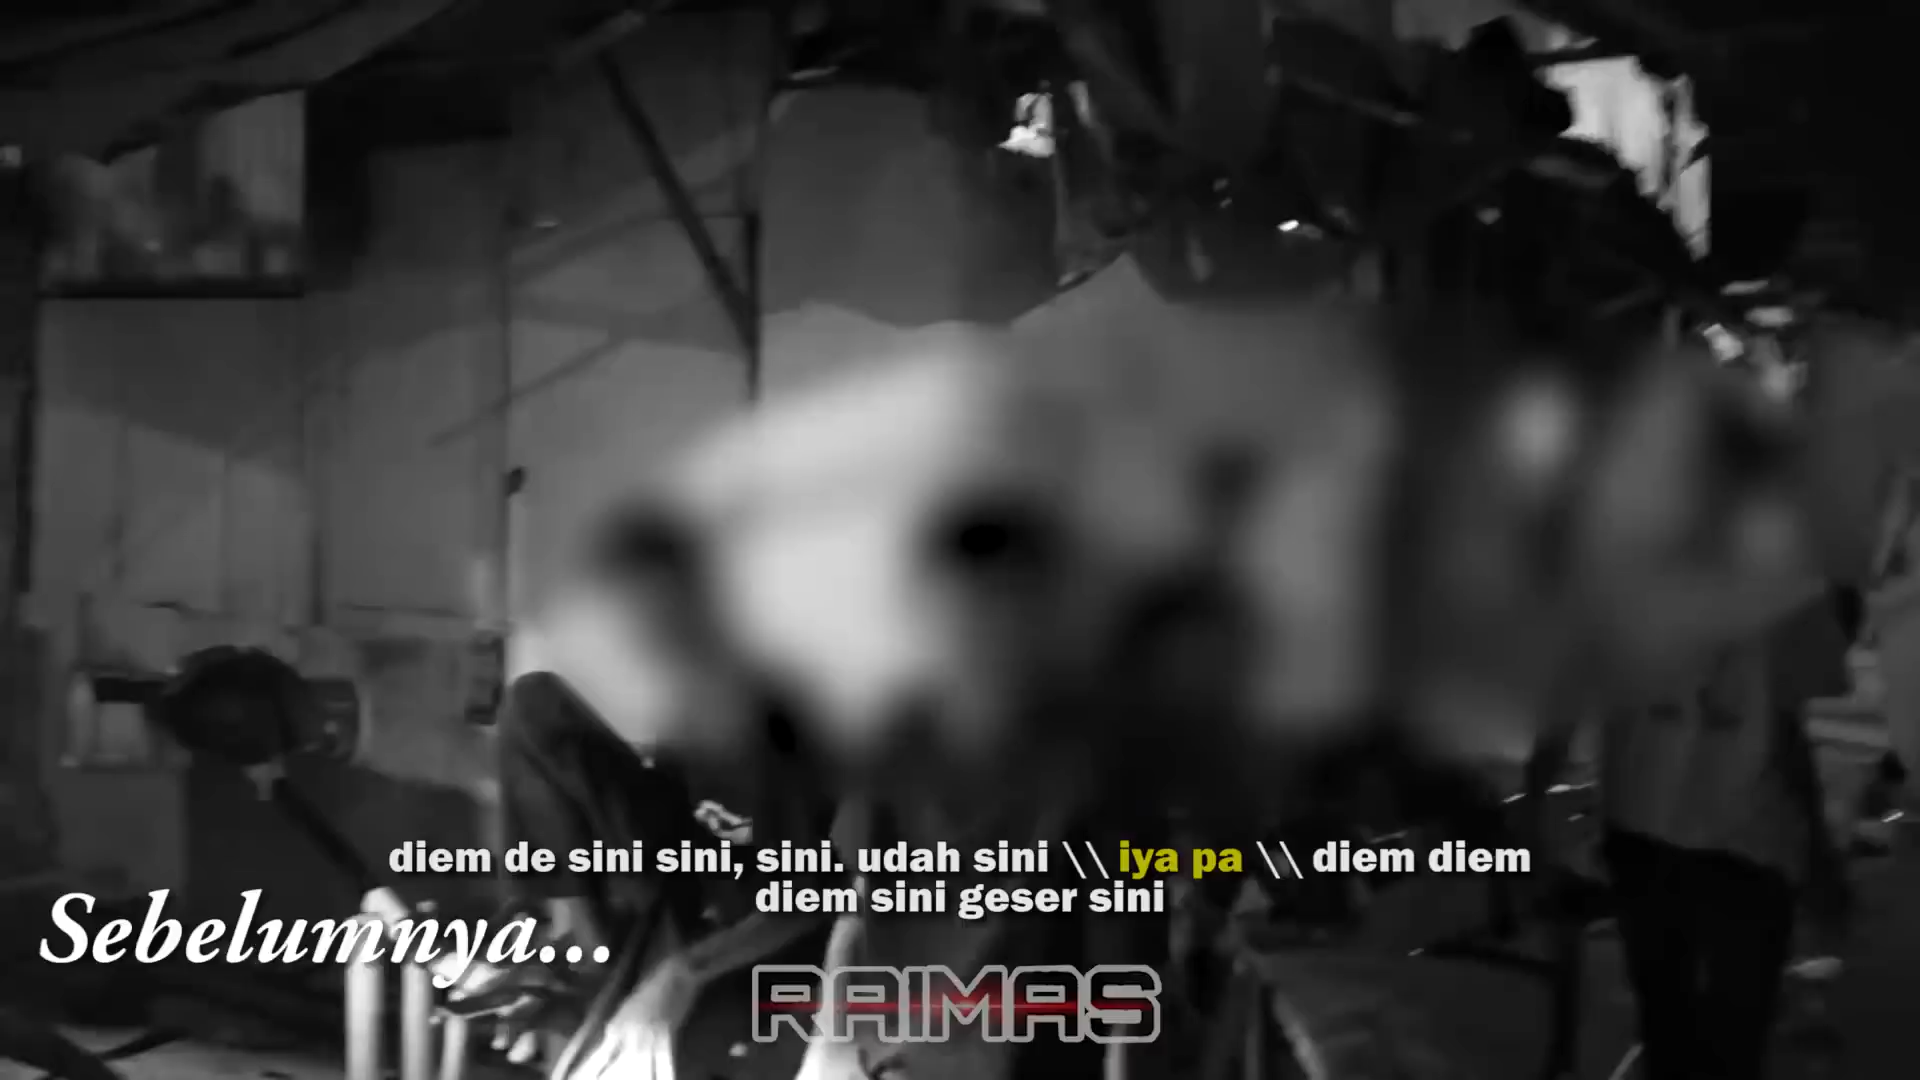 diem de sini sini, sini. udah sini \\ iya pa \\ diem diem
diem sini geser sini
Sebelumnya...
RAIMAS